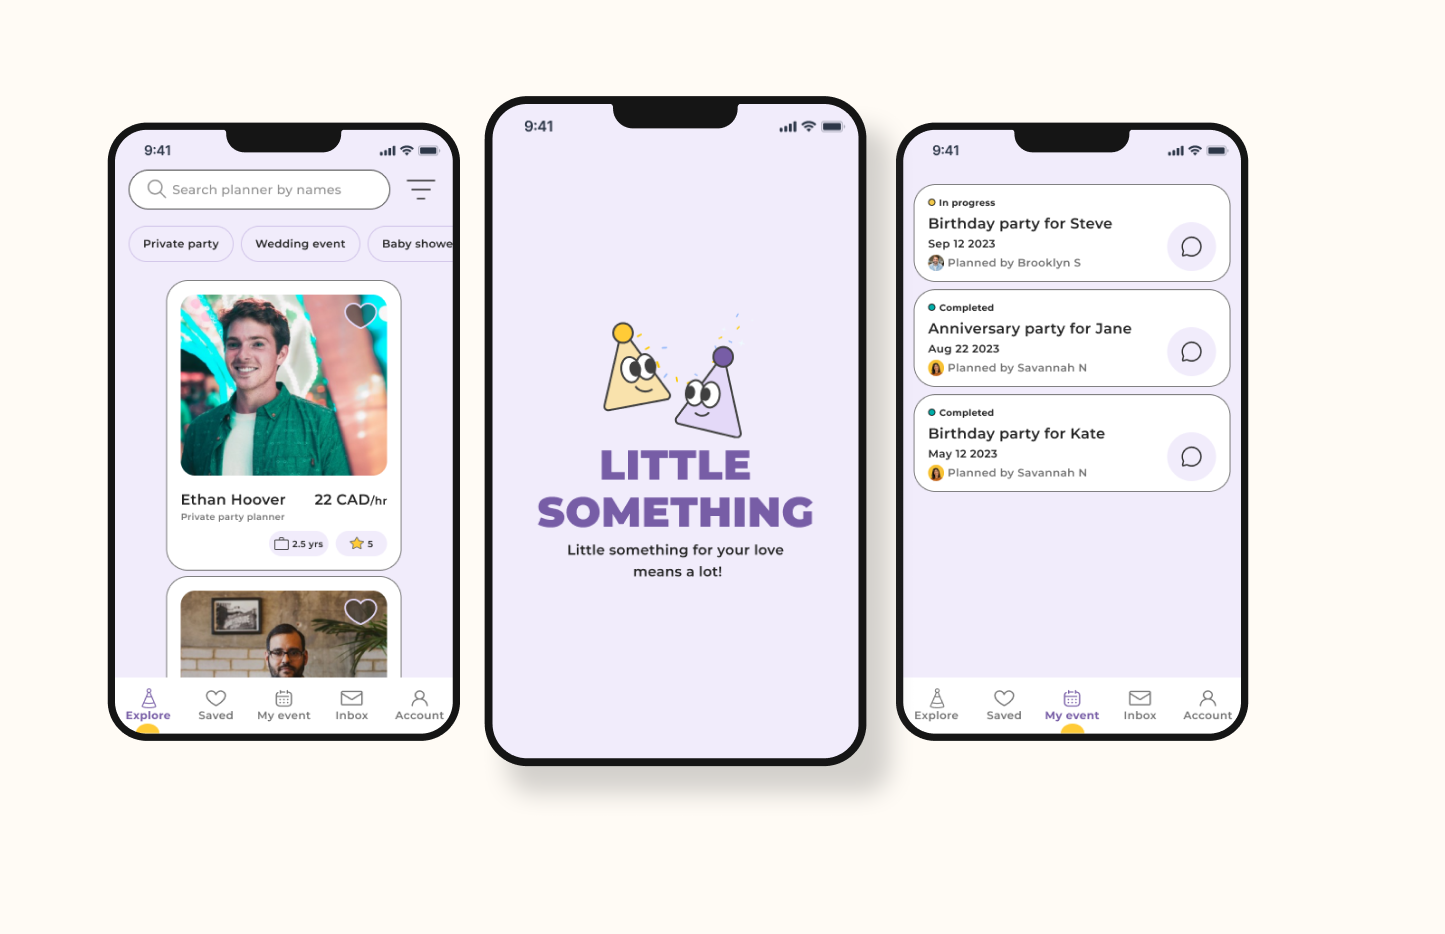 9:41
Search planner by names
Private party
Wedding event
Baby showe
Ethan Hoover
22 CAD/hr
Private party planner
2.5 yrs
5
Explore
Saved
My event
Inbox
Account
9:41
LITTLE
SOMETHING
Little something for your love
means a lot!
9:41
In progress
Birthday party for Steve
Sep 12 2023
Planned by Brooklyn S
Completed
Anniversary party for Jane
Aug 22 2023
Planned by Savannah N
Completed
Birthday party for Kate
May 12 2023
Planned by Savannah N
Explore
Saved
My event
Inbox
Account